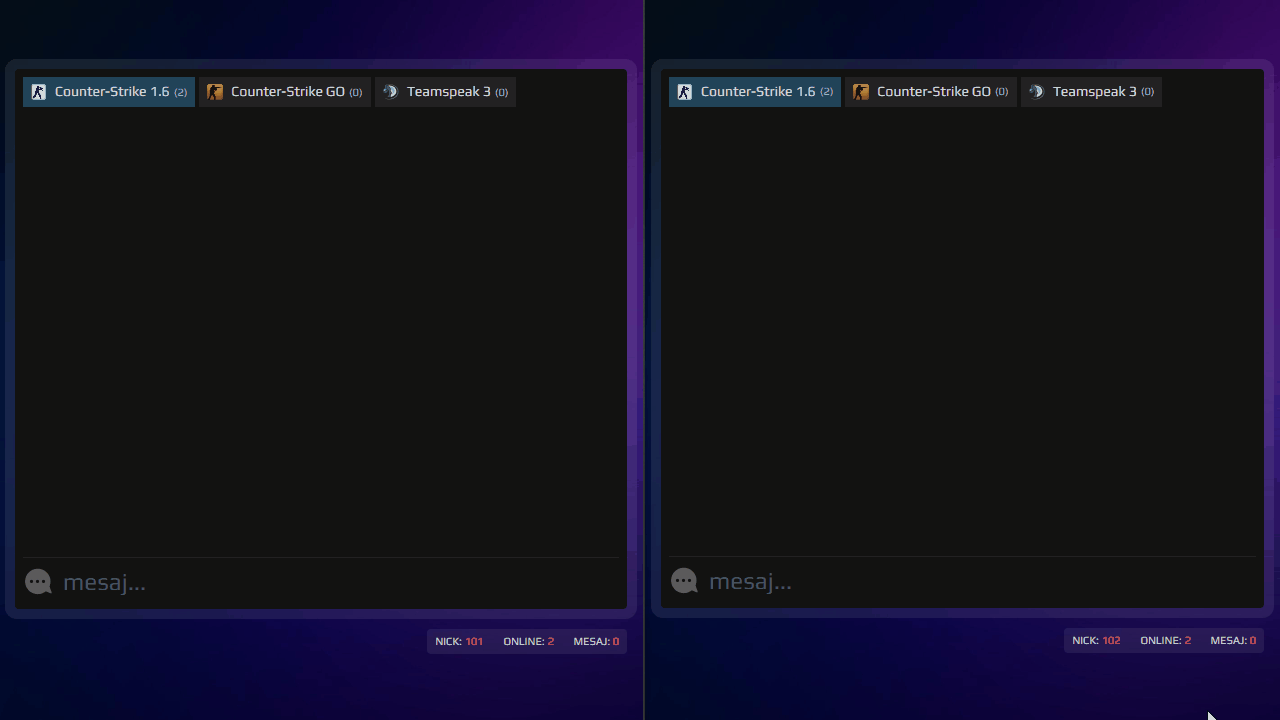 Counter-Strike 1.6 (2) Counter-Strike GO (0) Teamspeak 3 (0)
mesaj...
NICK: 101 ONLINE: 2 MESAJ: 0
Counter-Strike 1.6 (2) Counter-Strike GO (0) Teamspeak 3 (0)
mesaj...
NICK: 102 ONLINE: 2 MESAJ: 0